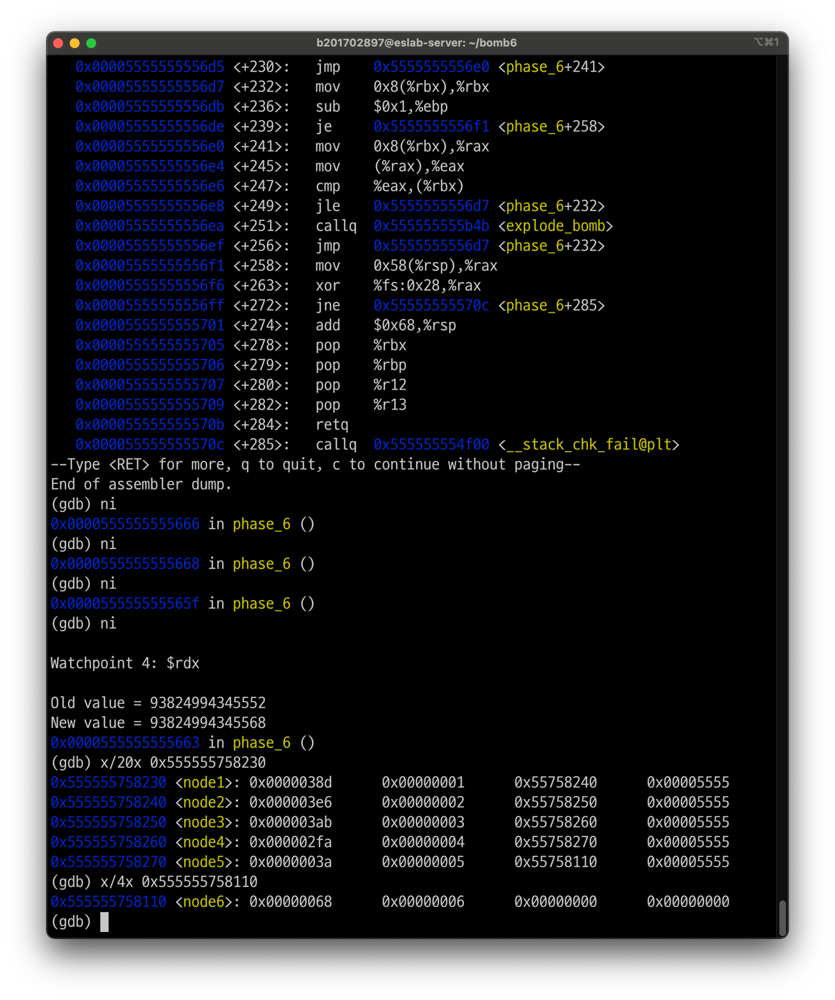 b201702897@eslab-server: ~/bomb6
⌥⌘1
0x00005555555556d5 <+230>: jmp 0x5555555556e0 <phase_6+241>
0x00005555555556d7 <+232>: mov 0x8(%rbx),%rbx
0x00005555555556db <+236>: sub $0x1,%ebp
0x00005555555556de <+239>: je 0x5555555556f1 <phase_6+258>
0x00005555555556e0 <+241>: mov 0x8(%rbx),%rax
0x00005555555556e4 <+245>: mov (%rax),%eax
0x00005555555556e6 <+247>: cmp %eax,(%rbx)
0x00005555555556e8 <+249>: jle 0x5555555556d7 <phase_6+232>
0x00005555555556ea <+251>: callq 0x555555555b4b <explode_bomb>
0x00005555555556ef <+256>: jmp 0x5555555556d7 <phase_6+232>
0x00005555555556f1 <+258>: mov 0x58(%rsp),%rax
0x00005555555556f6 <+263>: xor %fs:0x28,%rax
0x00005555555556ff <+272>: jne 0x55555555570c <phase_6+285>
0x0000555555555701 <+274>: add $0x68,%rsp
0x0000555555555705 <+278>: pop %rbx
0x0000555555555706 <+279>: pop %rbp
0x0000555555555707 <+280>: pop %r12
0x0000555555555709 <+282>: pop %r13
0x000055555555570b <+284>: retq
0x000055555555570c <+285>: callq 0x555555554f00 <__stack_chk_fail@plt>
--Type <RET> for more, q to quit, c to continue without paging--
End of assembler dump.
(gdb) ni
0x0000555555555666 in phase_6 ()
(gdb) ni
0x0000555555555668 in phase_6 ()
(gdb) ni
0x000055555555565f in phase_6 ()
(gdb) ni
Watchpoint 4: $rdx
Old value = 93824994345552
New value = 93824994345568
0x0000555555555663 in phase_6 ()
(gdb) x/20x 0x555555758230
0x555555758230 <node1>: 0x0000038d 0x00000001 0x55758240 0x00005555
0x555555758240 <node2>: 0x000003e6 0x00000002 0x55758250 0x00005555
0x555555758250 <node3>: 0x000003ab 0x00000003 0x55758260 0x00005555
0x555555758260 <node4>: 0x000002fa 0x00000004 0x55758270 0x00005555
0x555555758270 <node5>: 0x0000003a 0x00000005 0x55758110 0x00005555
(gdb) x/4x 0x555555758110
0x555555758110 <node6>: 0x00000068 0x00000006 0x00000000 0x00000000
(gdb)